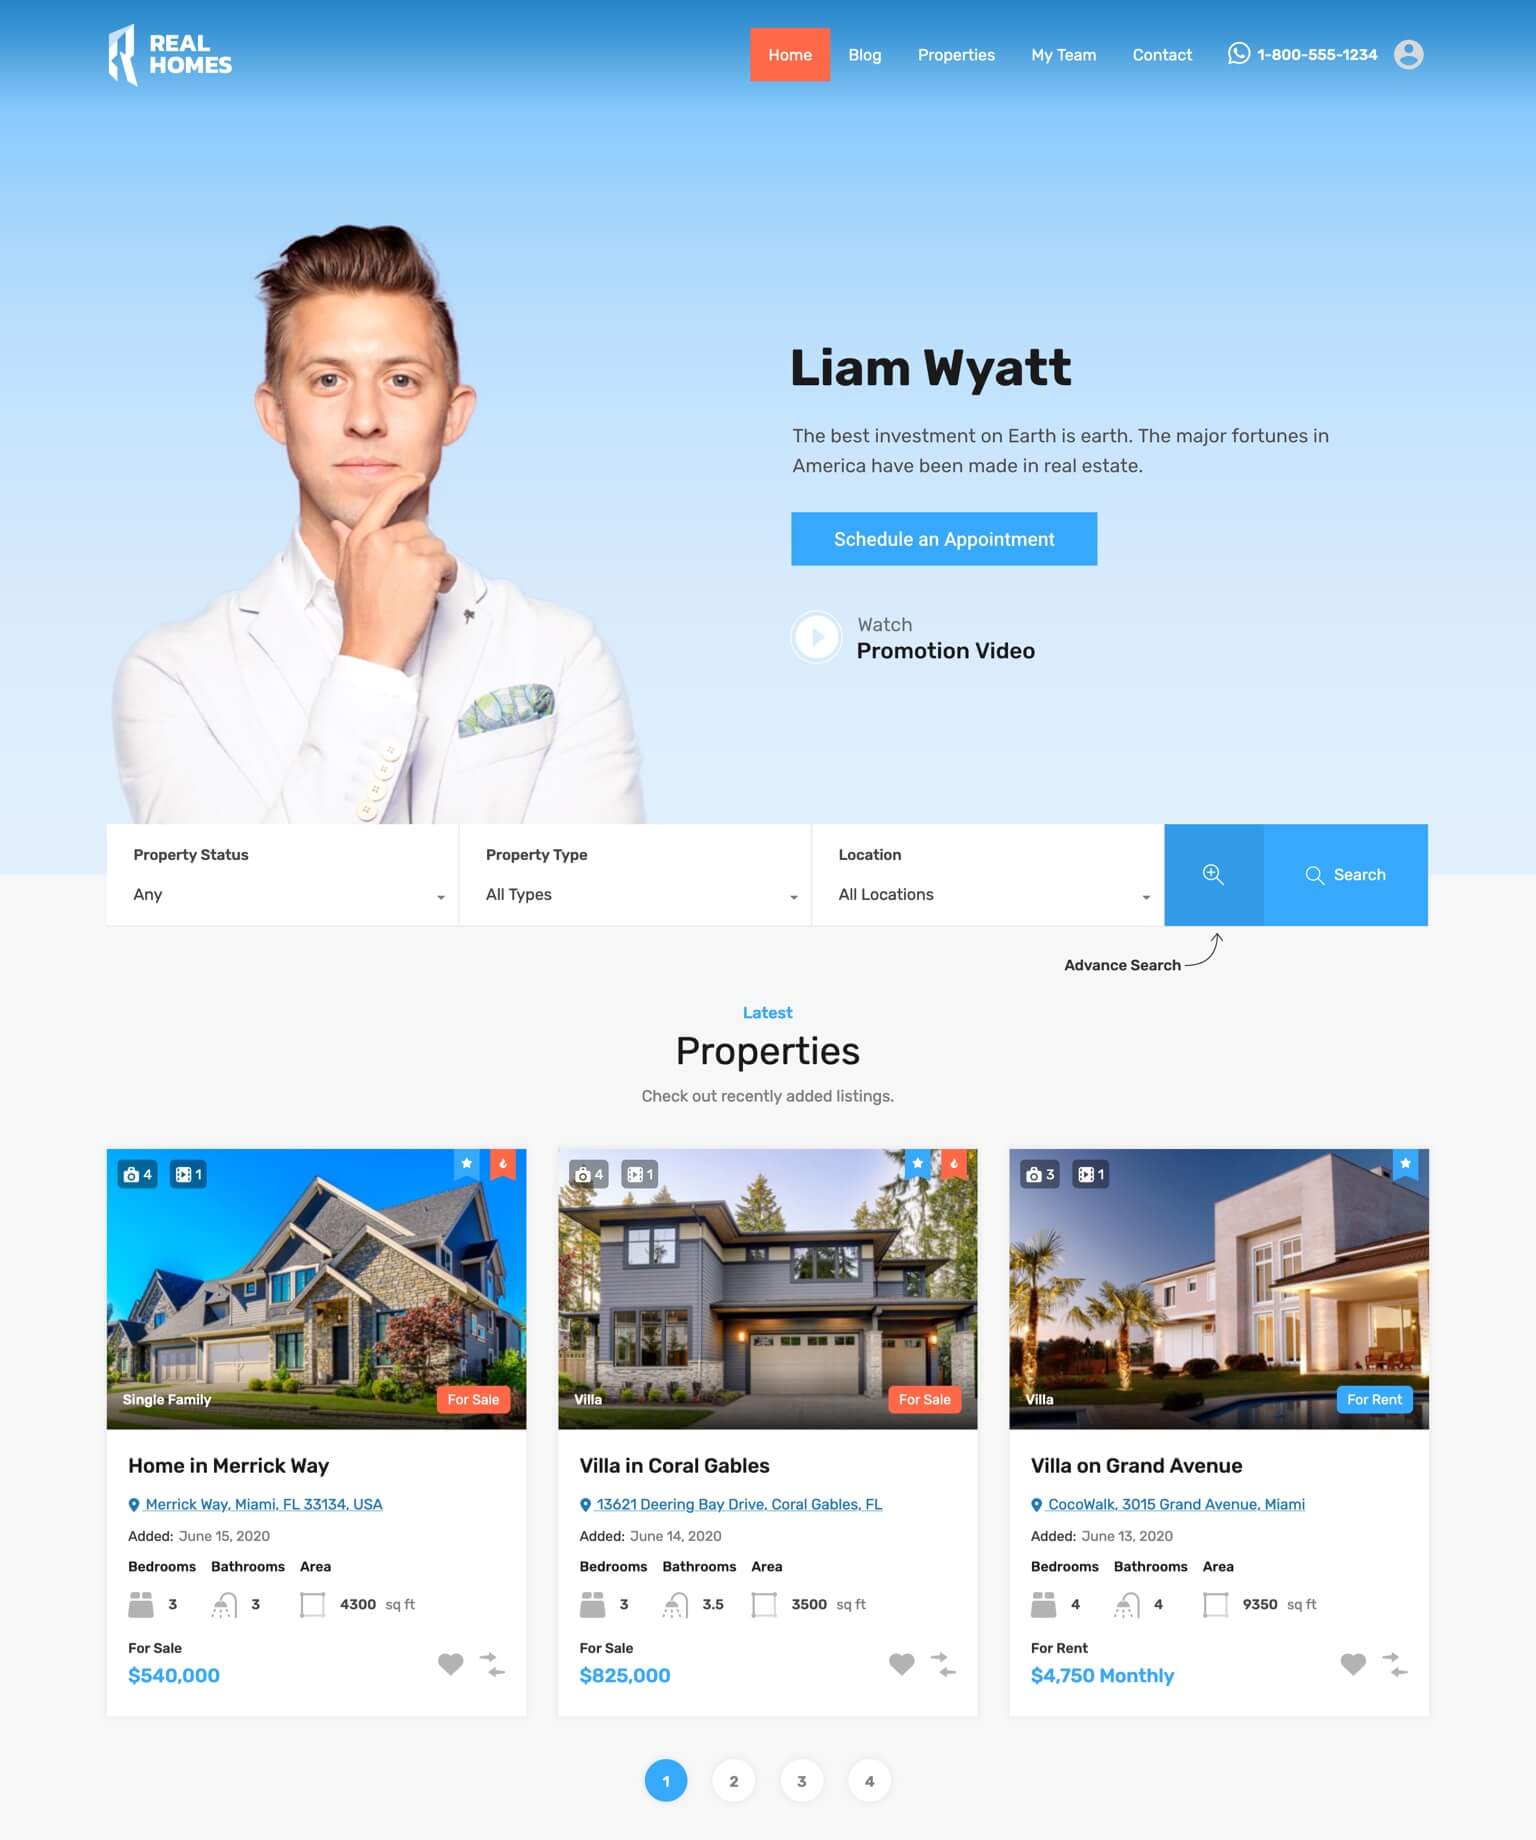 REAL
HOMES
Home Blog Properties My Team Contact 1-800-555-1234
Liam Wyatt
The best investment on Earth is earth. The major fortunes in
America have been made in real estate.
Schedule an Appointment
Watch
Promotion Video
Property Status Property Type Location
Any All Types All Locations
Search
Advance Search
Latest
Properties
Check out recently added listings.
4 1
Single Family For Sale
Home in Merrick Way
Merrick Way, Miami, FL 33134, USA
Added: June 15, 2020
Bedrooms Bathrooms Area
3 3 4300 sq ft
For Sale
$540,000
4 1
Villa For Sale
Villa in Coral Gables
13621 Deering Bay Drive, Coral Gables, FL
Added: June 14, 2020
Bedrooms Bathrooms Area
3 3.5 3500 sq ft
For Sale
$825,000
3 1
Villa For Rent
Villa on Grand Avenue
CocoWalk, 3015 Grand Avenue, Miami
Added: June 13, 2020
Bedrooms Bathrooms Area
4 4 9350 sq ft
For Rent
$4,750 Monthly
1 2 3 4